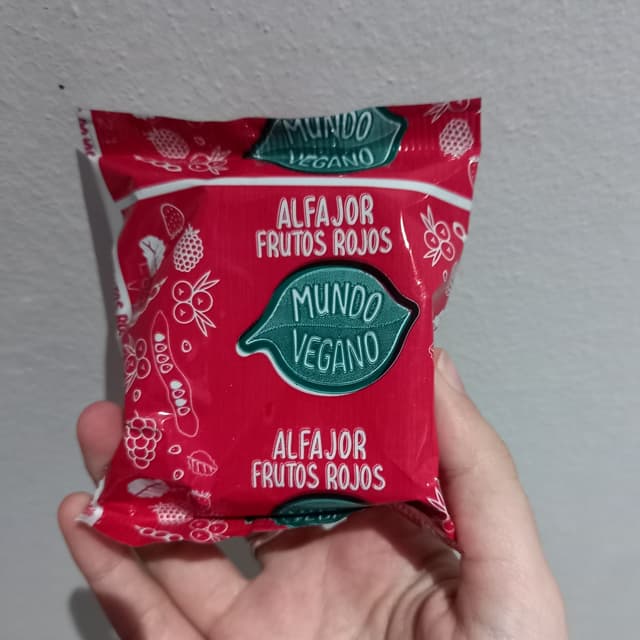 MUNDO
VEGANO
ALFAJOR
FRUTOS ROJOS
MUNDO
VEGANO
ALFAJOR
FRUTOS ROJOS